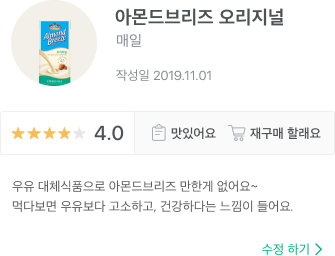 아몬드브리즈 오리지널
매일
작성일 2019.11.01
Almond
Breeze
4.0
맛있어요
재구매 할래요
우유 대체식품으로 아몬드브리즈 만한게 없어요~
먹다보면 우유보다 고소하고, 건강하다는 느낌이 들어요.
수정 하기 >